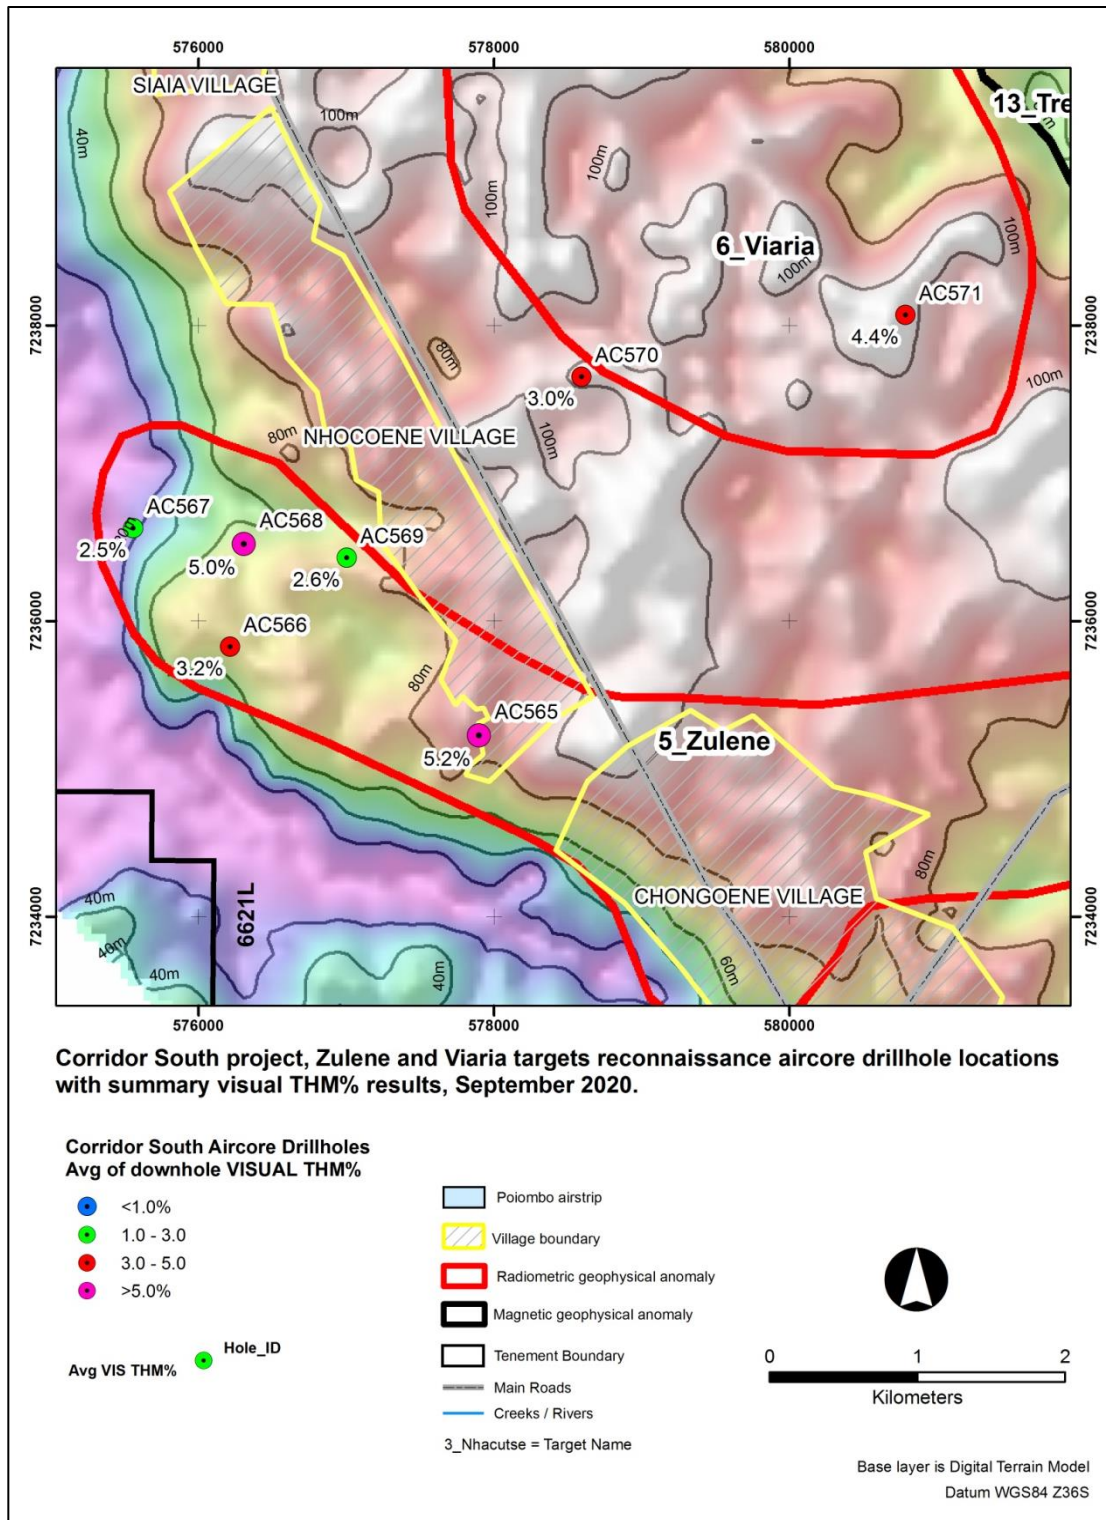 576000 578000 580000
SIAIA VILLAGE
13_Tre
100m
40m
100m
100m
100m
6_Viaria
100m
100m
AC571
4.4%
7238000
7238000
80m
AC570
3.0%
100m
100m
80m
NHOCOENE VILLAGE
AC567
2.5%
AC568
5.0%
AC569
2.6%
7236000
7236000
AC566
3.2%
80m
AC565
5.2%
5_Zulene
80m
CHONGOENE VILLAGE
6621L
40m
40m
40m
40m
60m
7234000
7234000
576000 578000 580000
Corridor South project, Zulene and Viaria targets reconnaissance aircore drillhole locations
with summary visual THM% results, September 2020.
Corridor South Aircore Drillholes
Avg of downhole VISUAL THM%
<1.0%
1.0 - 3.0
3.0 - 5.0
>5.0%
Hole_ID
Avg VIS THM%
Poiombo airstrip
Village boundary
Radiometric geophysical anomaly
Magnetic geophysical anomaly
Tenement Boundary
Main Roads
Creeks / Rivers
3_Nhacutse = Target Name
0 1 2
Kilometers
Base layer is Digital Terrain Model
Datum WGS84 Z36S